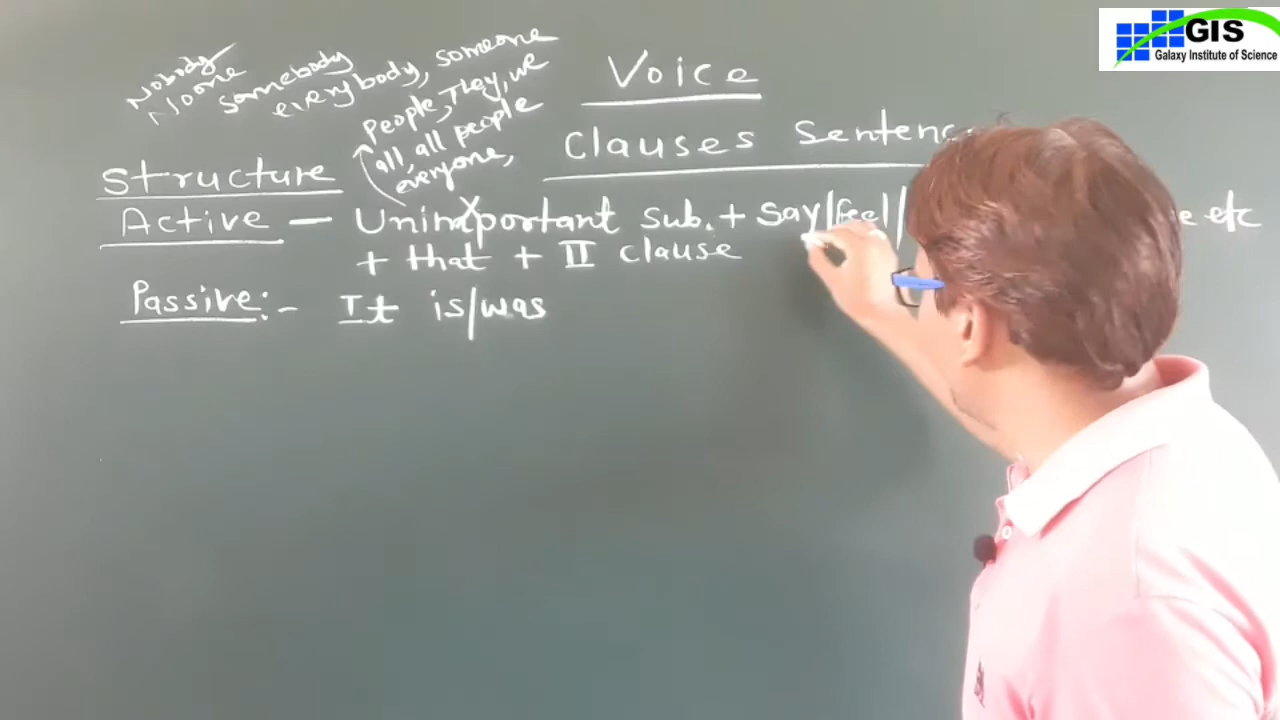 GIS
Galaxy Institute of Science
Voice
Clauses Sentenc
Nobody
No one
somebody
everybody, someone
People, They, we
all, all people
everyone,
Structure
Active - Unimportant sub. + say/feel/ e etc
+ that + II clause
Passive:- It is/was